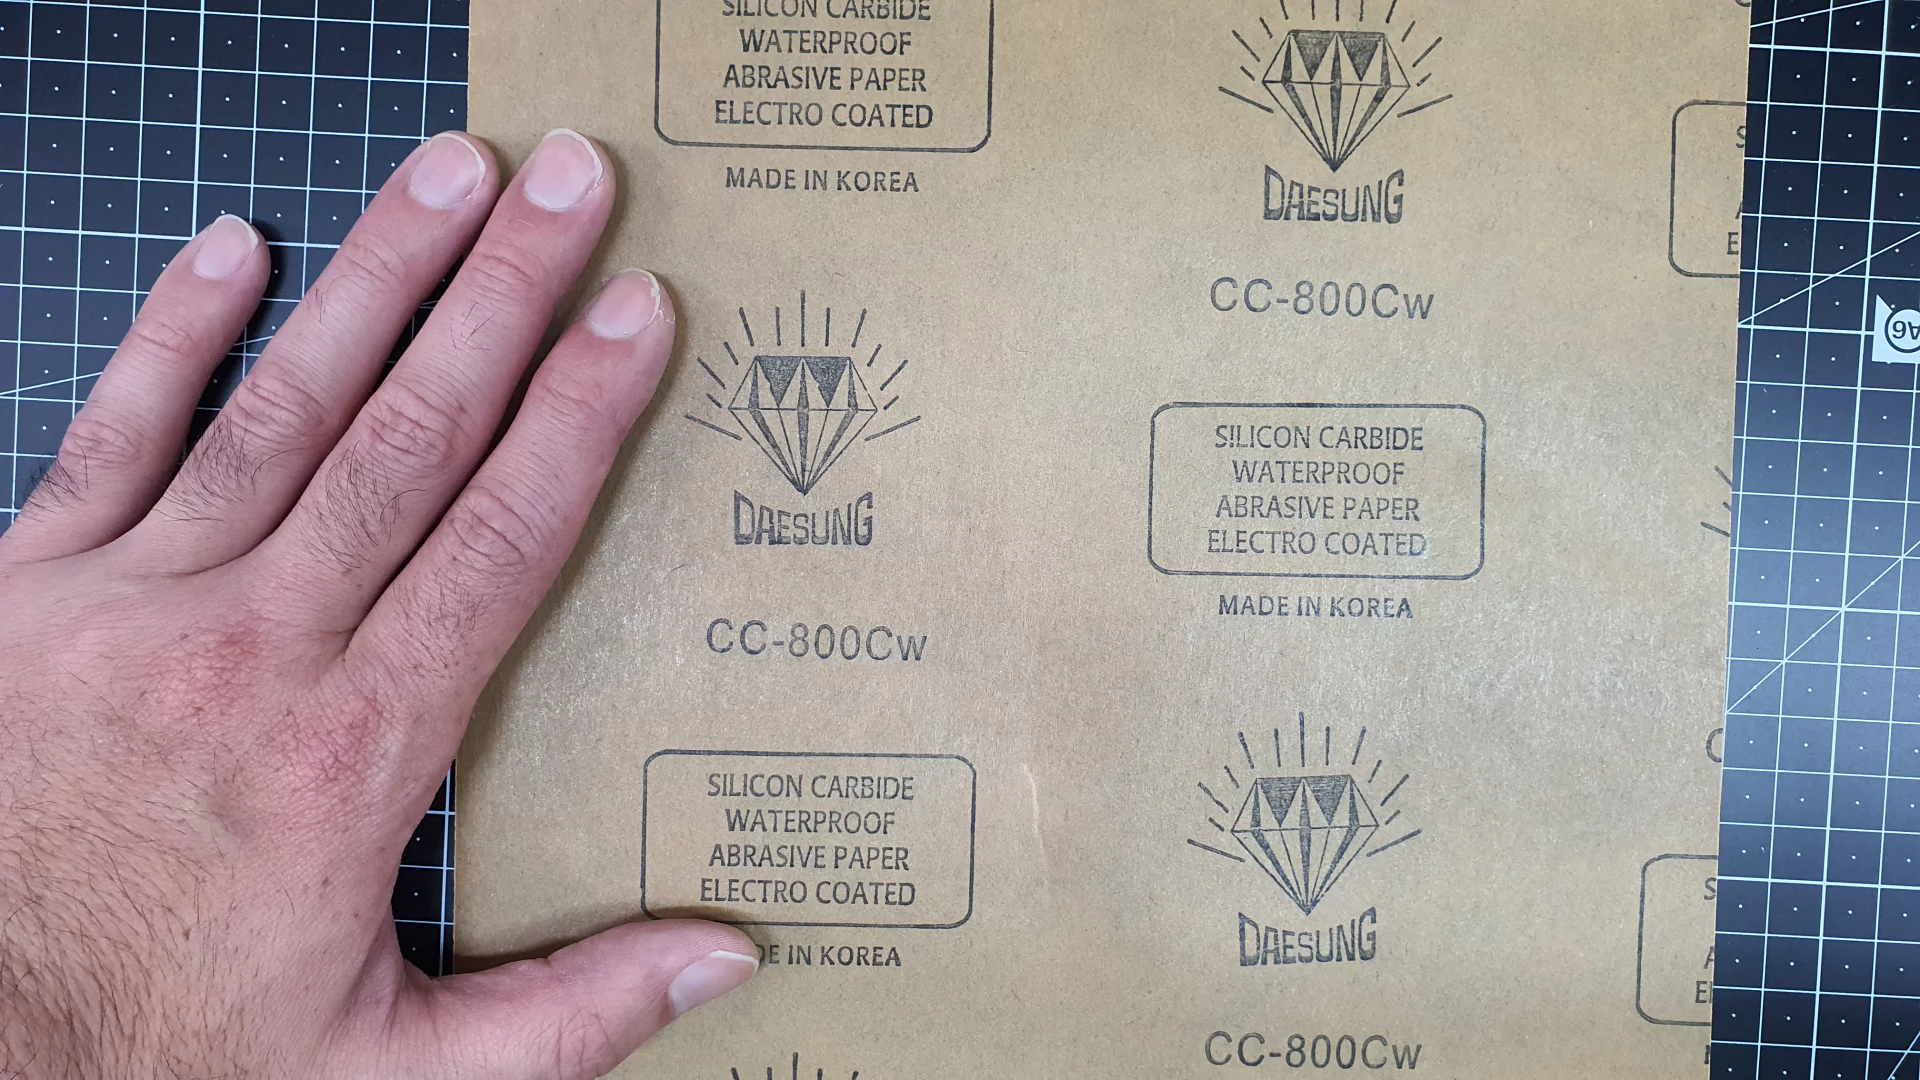 SILICON CARBIDE
WATERPROOF
ABRASIVE PAPER
ELECTRO COATED
MADE IN KOREA
DAESUNG
CC-800Cw
SILICON CARBIDE
WATERPROOF
ABRASIVE PAPER
ELECTRO COATED
DE IN KOREA
DAESUNG
CC-800Cw
SILICON CARBIDE
WATERPROOF
ABRASIVE PAPER
ELECTRO COATED
MADE IN KOREA
DAESUNG
CC-800Cw
A6